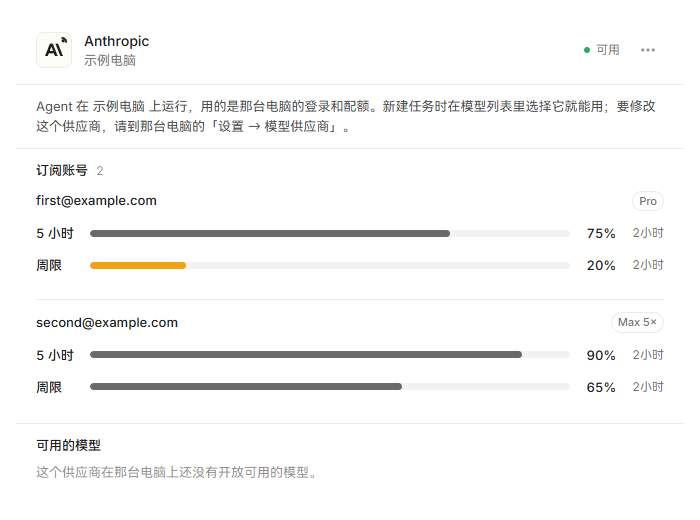 Anthropic
示例电脑
可用
Agent 在 示例电脑 上运行，用的是那台电脑的登录和配额。新建任务时在模型列表里选择它就能用；要修改
这个供应商，请到那台电脑的「设置 → 模型供应商」。
订阅账号 2
first@example.com Pro
5 小时 75% 2小时
周限 20% 2小时
second@example.com Max 5×
5 小时 90% 2小时
周限 65% 2小时
可用的模型
这个供应商在那台电脑上还没有开放可用的模型。